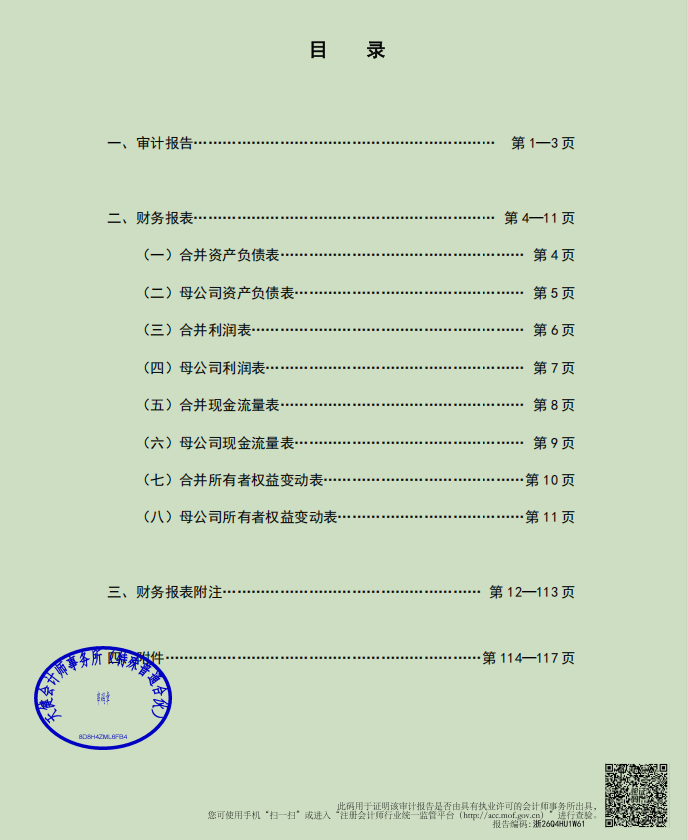 目 录
一、审计报告………………………………………………………… 第 1—3 页
二、财务报表………………………………………………………… 第 4—11 页
（一）合并资产负债表……………………………………………… 第 4 页
（二）母公司资产负债表…………………………………………… 第 5 页
（三）合并利润表…………………………………………………… 第 6 页
（四）母公司利润表………………………………………………… 第 7 页
（五）合并现金流量表……………………………………………… 第 8 页
（六）母公司现金流量表…………………………………………… 第 9 页
（七）合并所有者权益变动表………………………………………第 10 页
（八）母公司所有者权益变动表……………………………………第 11 页
三、财务报表附注…………………………………………………… 第 12—113 页
四、附件……………………………………………………………第 114—117 页
天健会计师事务所（特殊普通合伙）
8D8H4ZML6FB4
此码用于证明该审计报告是否由具有执业许可的会计师事务所出具，
您可使用手机“扫一扫”或进入“注册会计师行业统一监管平台（http://acc.mof.gov.cn）”进行查验。
报告编码:浙26Q4HU1W61